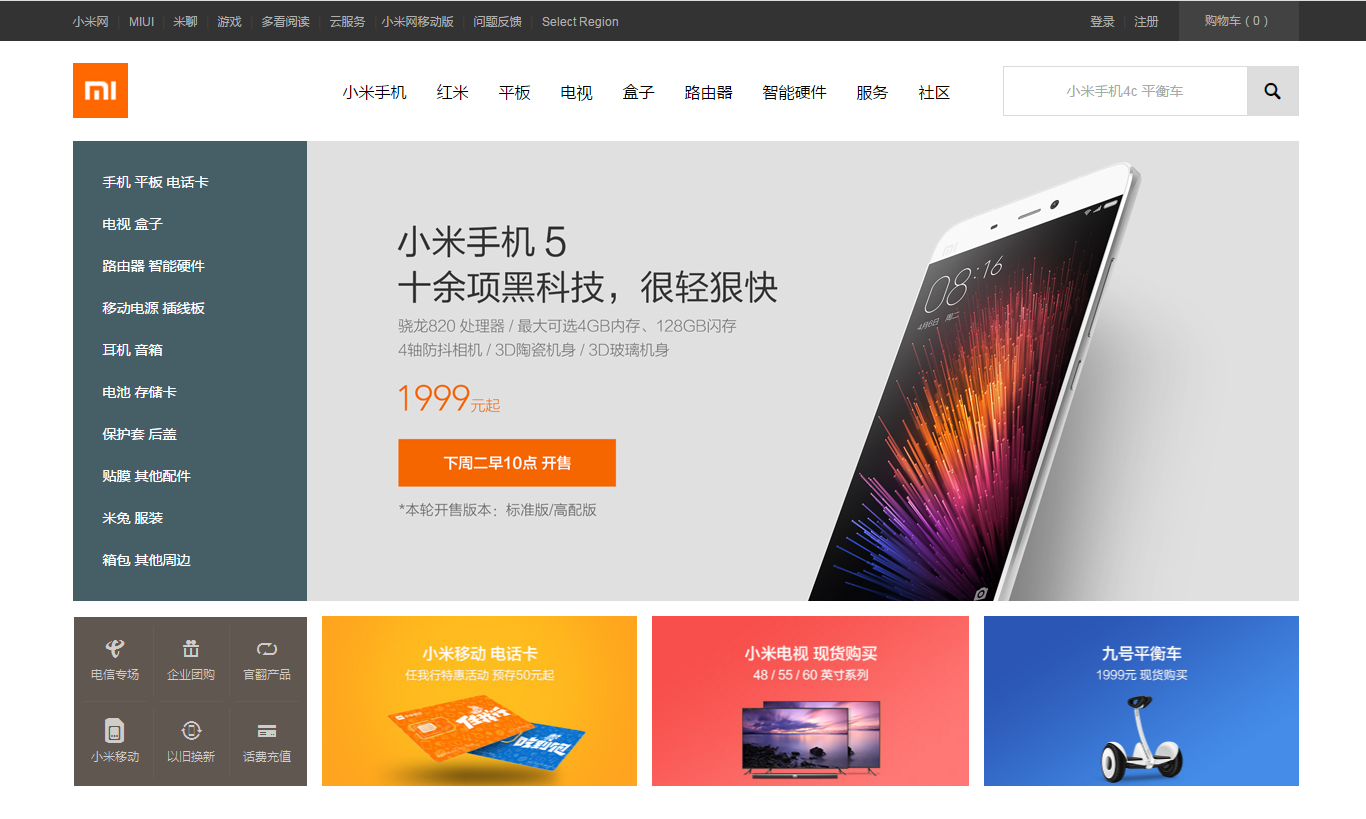 小米网 MIUI 米聊 游戏 多看阅读 云服务 小米网移动版 问题反馈 Select Region 登录 注册 购物车 ( 0 )
mi 小米手机 红米 平板 电视 盒子 路由器 智能硬件 服务 社区 小米手机4c 平衡车
手机 平板 电话卡
电视 盒子
路由器 智能硬件
移动电源 插线板
耳机 音箱
电池 存储卡
保护套 后盖
贴膜 其他配件
米兔 服装
箱包 其他周边
小米手机 5
十余项黑科技，很轻狠快
骁龙820 处理器 / 最大可选4GB内存、128GB闪存
4轴防抖相机 / 3D陶瓷机身 / 3D玻璃机身
1999元起
下周二早10点 开售
*本轮开售版本：标准版/高配版
mi
08:16
4月6日 周二
电信专场 企业团购 官翻产品
小米移动 以旧换新 话费充值
小米移动 电话卡
任我行特惠活动 预存50元起
任我行
吃到饱
小米电视 现货购买
48 / 55 / 60 英寸系列
九号平衡车
1999元 现货购买